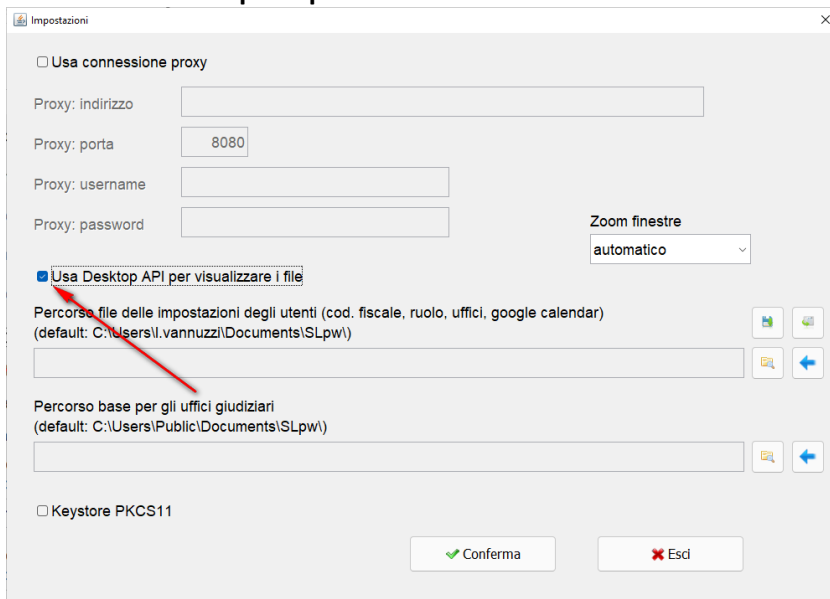 Impostazioni
Usa connessione proxy
Proxy: indirizzo
Proxy: porta
8080
Proxy: username
Proxy: password
Zoom finestre
automatico
Usa Desktop API per visualizzare i file
Percorso file delle impostazioni degli utenti (cod. fiscale, ruolo, uffici, google calendar)
(default: C:\Users\l.vannuzzi\Documents\SLpw\)
Percorso base per gli uffici giudiziari
(default: C:\Users\Public\Documents\SLpw\)
Keystore PKCS11
Conferma
Esci